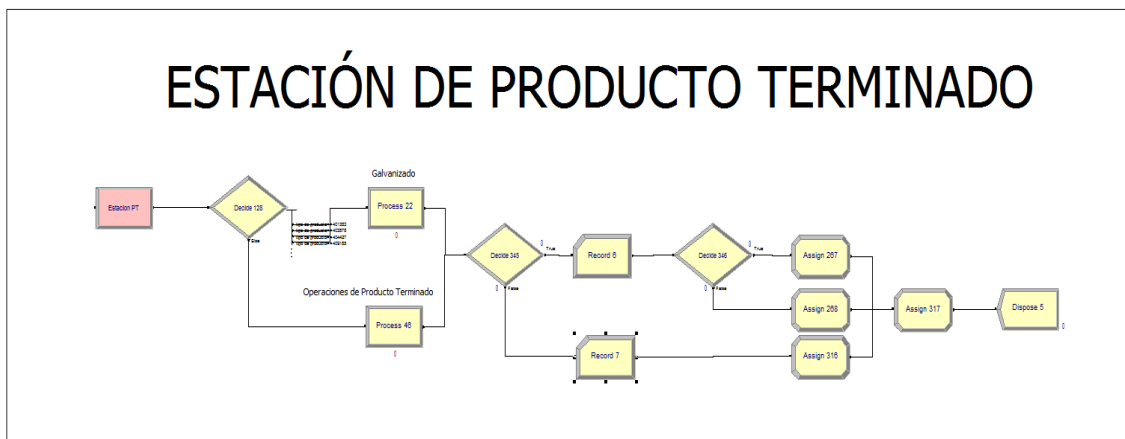 ESTACIÓN DE PRODUCTO TERMINADO
Galvanizado
Estacion PT
Decide 128
Else
Process 22
0
Operaciones de Producto Terminado
Process 46
0
Decide 345
0
True
0
False
Record 6
Decide 346
0
True
0
False
Assign 267
Assign 268
Assign 317
Dispose 5
0
Record 7
Assign 316